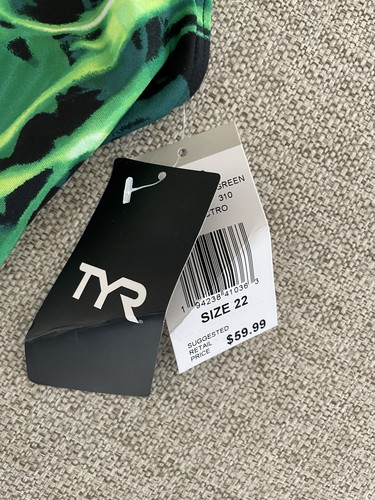 TYR
GREEN
310
CTRO
1 94238 41036 3
SIZE 22
SUGGESTED
RETAIL
PRICE
$59.99